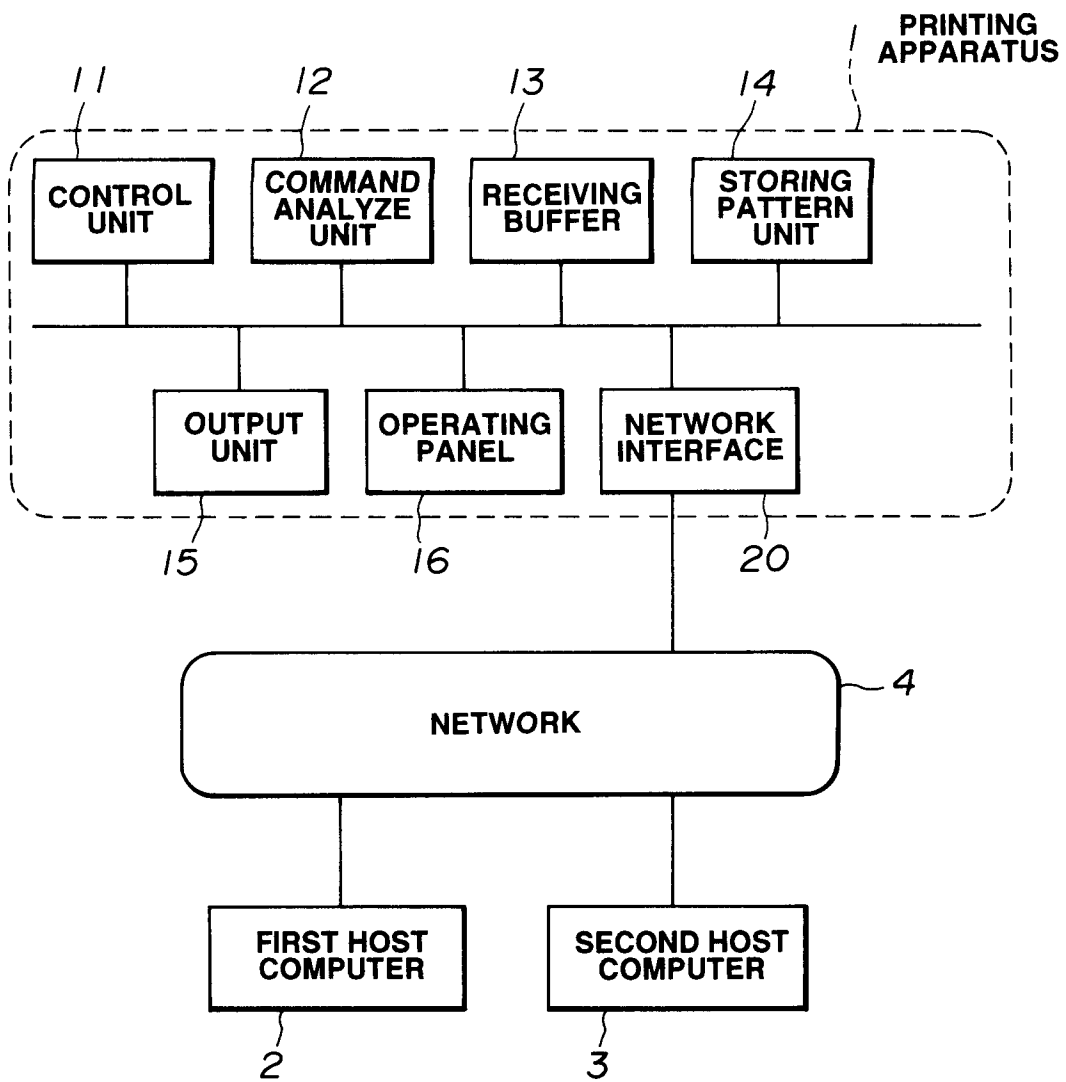 PRINTING
APPARATUS
11
12
13
14
CONTROL
UNIT
COMMAND
ANALYZE
UNIT
RECEIVING
BUFFER
STORING
PATTERN
UNIT
OUTPUT
UNIT
OPERATING
PANEL
NETWORK
INTERFACE
15
16
20
NETWORK
4
FIRST HOST
COMPUTER
SECOND HOST
COMPUTER
2
3